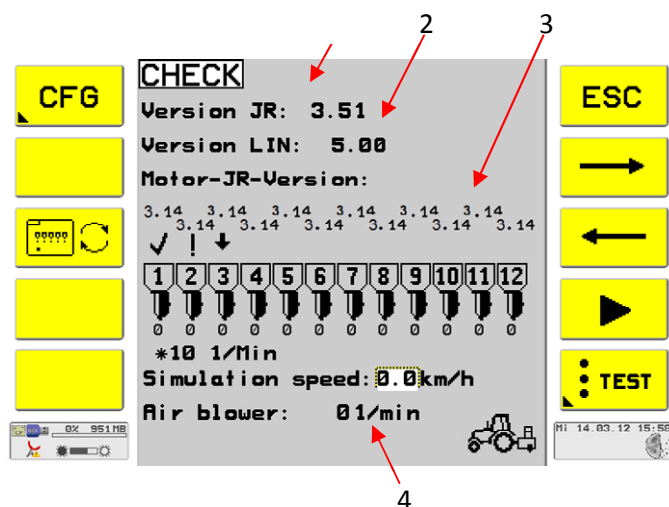 2
3
CHECK
CFG
ESC
Version JR: 3.51
Version LIN: 5.00
Motor-JR-Version:
3.14 3.14 3.14 3.14 3.14 3.14
3.14 3.14 3.14 3.14 3.14 3.14
1 2 3 4 5 6 7 8 9 10 11 12
0 0 0 0 0 0 0 0 0 0 0 0
*10 1/Min
Simulation speed: 0.0 km/h
TEST
Air blower: 0 1/min
0% 951MB
Mi 14.03.12 15:58
4